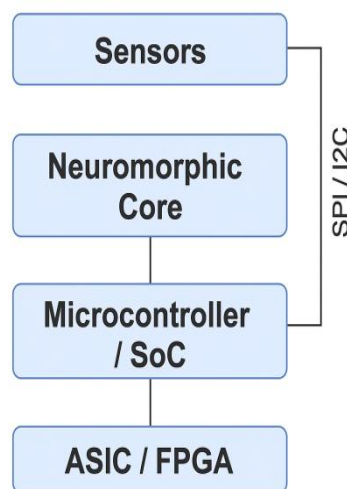 Sensors
Neuromorphic
Core
SPI / I2C
Microcontroller
/ SoC
ASIC / FPGA